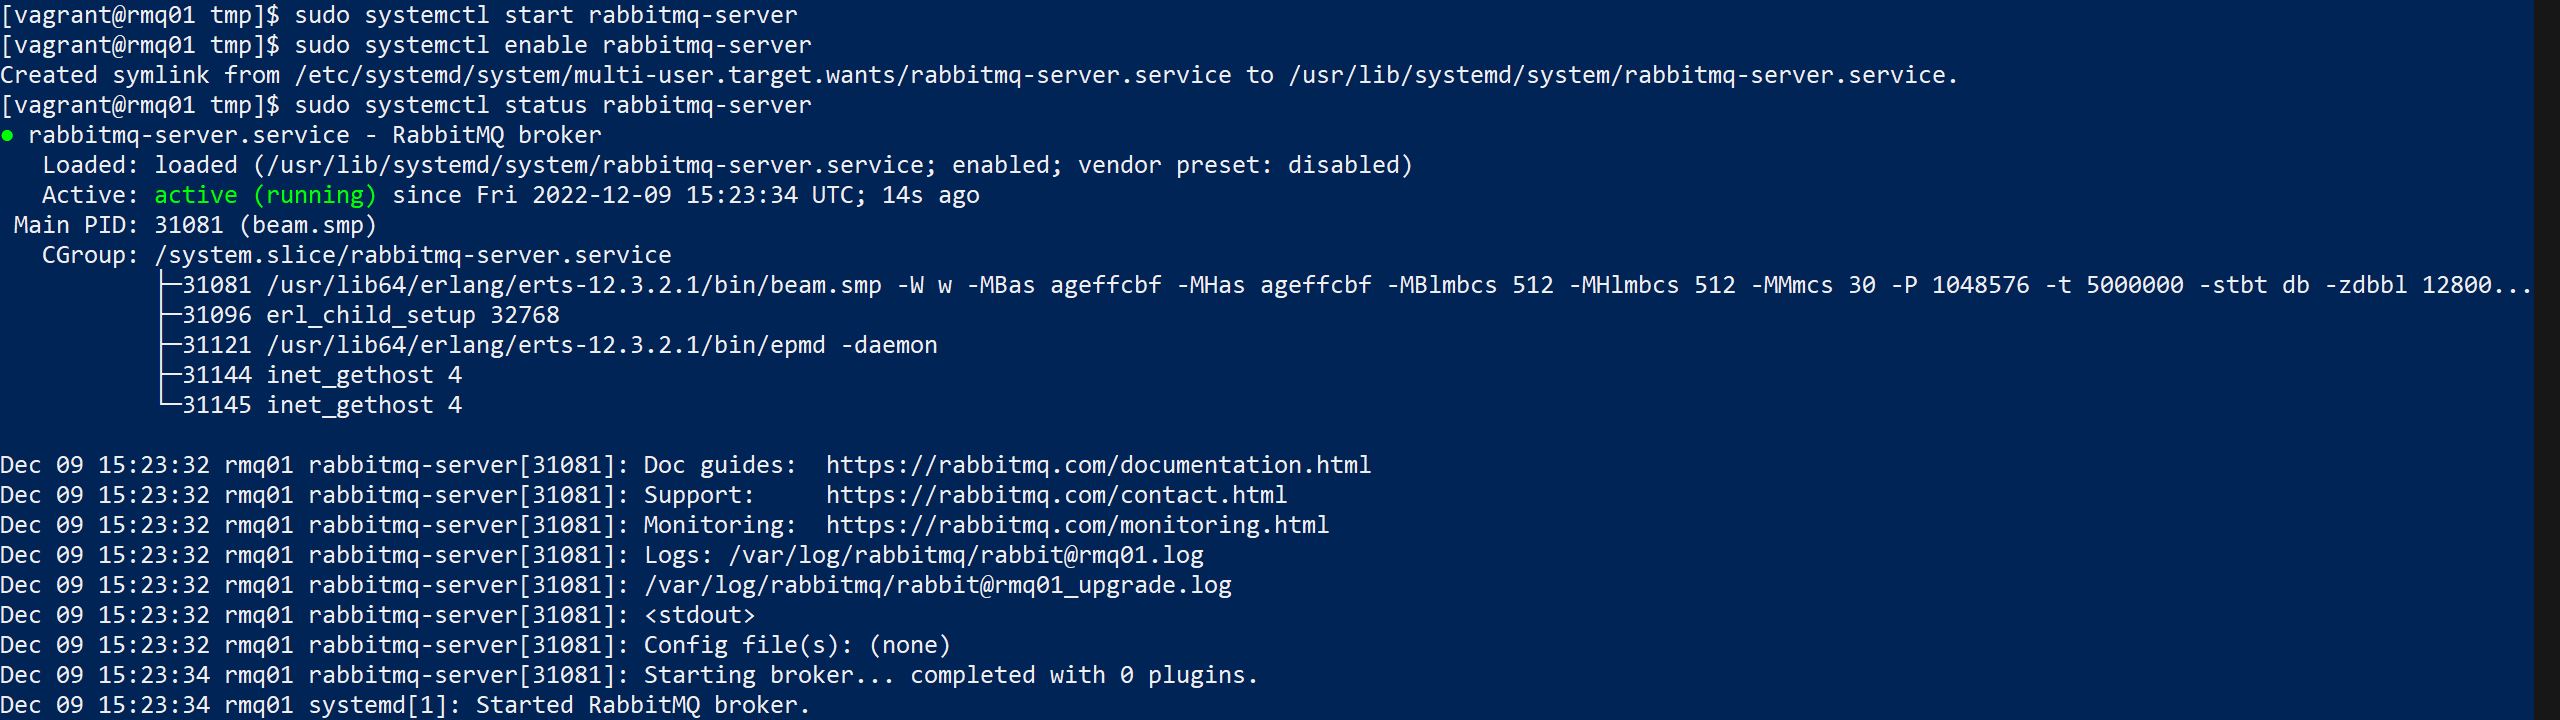 [vagrant@rmq01 tmp]$ sudo systemctl start rabbitmq-server
[vagrant@rmq01 tmp]$ sudo systemctl enable rabbitmq-server
Created symlink from /etc/systemd/system/multi-user.target.wants/rabbitmq-server.service to /usr/lib/systemd/system/rabbitmq-server.service.
[vagrant@rmq01 tmp]$ sudo systemctl status rabbitmq-server
● rabbitmq-server.service - RabbitMQ broker
   Loaded: loaded (/usr/lib/systemd/system/rabbitmq-server.service; enabled; vendor preset: disabled)
   Active: active (running) since Fri 2022-12-09 15:23:34 UTC; 14s ago
 Main PID: 31081 (beam.smp)
   CGroup: /system.slice/rabbitmq-server.service
           ├─31081 /usr/lib64/erlang/erts-12.3.2.1/bin/beam.smp -W w -MBas ageffcbf -MHas ageffcbf -MBlmbcs 512 -MHlmbcs 512 -MMmcs 30 -P 1048576 -t 5000000 -stbt db -zdbbl 12800...
           ├─31096 erl_child_setup 32768
           ├─31121 /usr/lib64/erlang/erts-12.3.2.1/bin/epmd -daemon
           ├─31144 inet_gethost 4
           └─31145 inet_gethost 4

Dec 09 15:23:32 rmq01 rabbitmq-server[31081]: Doc guides:  https://rabbitmq.com/documentation.html
Dec 09 15:23:32 rmq01 rabbitmq-server[31081]: Support:     https://rabbitmq.com/contact.html
Dec 09 15:23:32 rmq01 rabbitmq-server[31081]: Monitoring:  https://rabbitmq.com/monitoring.html
Dec 09 15:23:32 rmq01 rabbitmq-server[31081]: Logs: /var/log/rabbitmq/rabbit@rmq01.log
Dec 09 15:23:32 rmq01 rabbitmq-server[31081]: /var/log/rabbitmq/rabbit@rmq01_upgrade.log
Dec 09 15:23:32 rmq01 rabbitmq-server[31081]: <stdout>
Dec 09 15:23:32 rmq01 rabbitmq-server[31081]: Config file(s): (none)
Dec 09 15:23:34 rmq01 rabbitmq-server[31081]: Starting broker... completed with 0 plugins.
Dec 09 15:23:34 rmq01 systemd[1]: Started RabbitMQ broker.